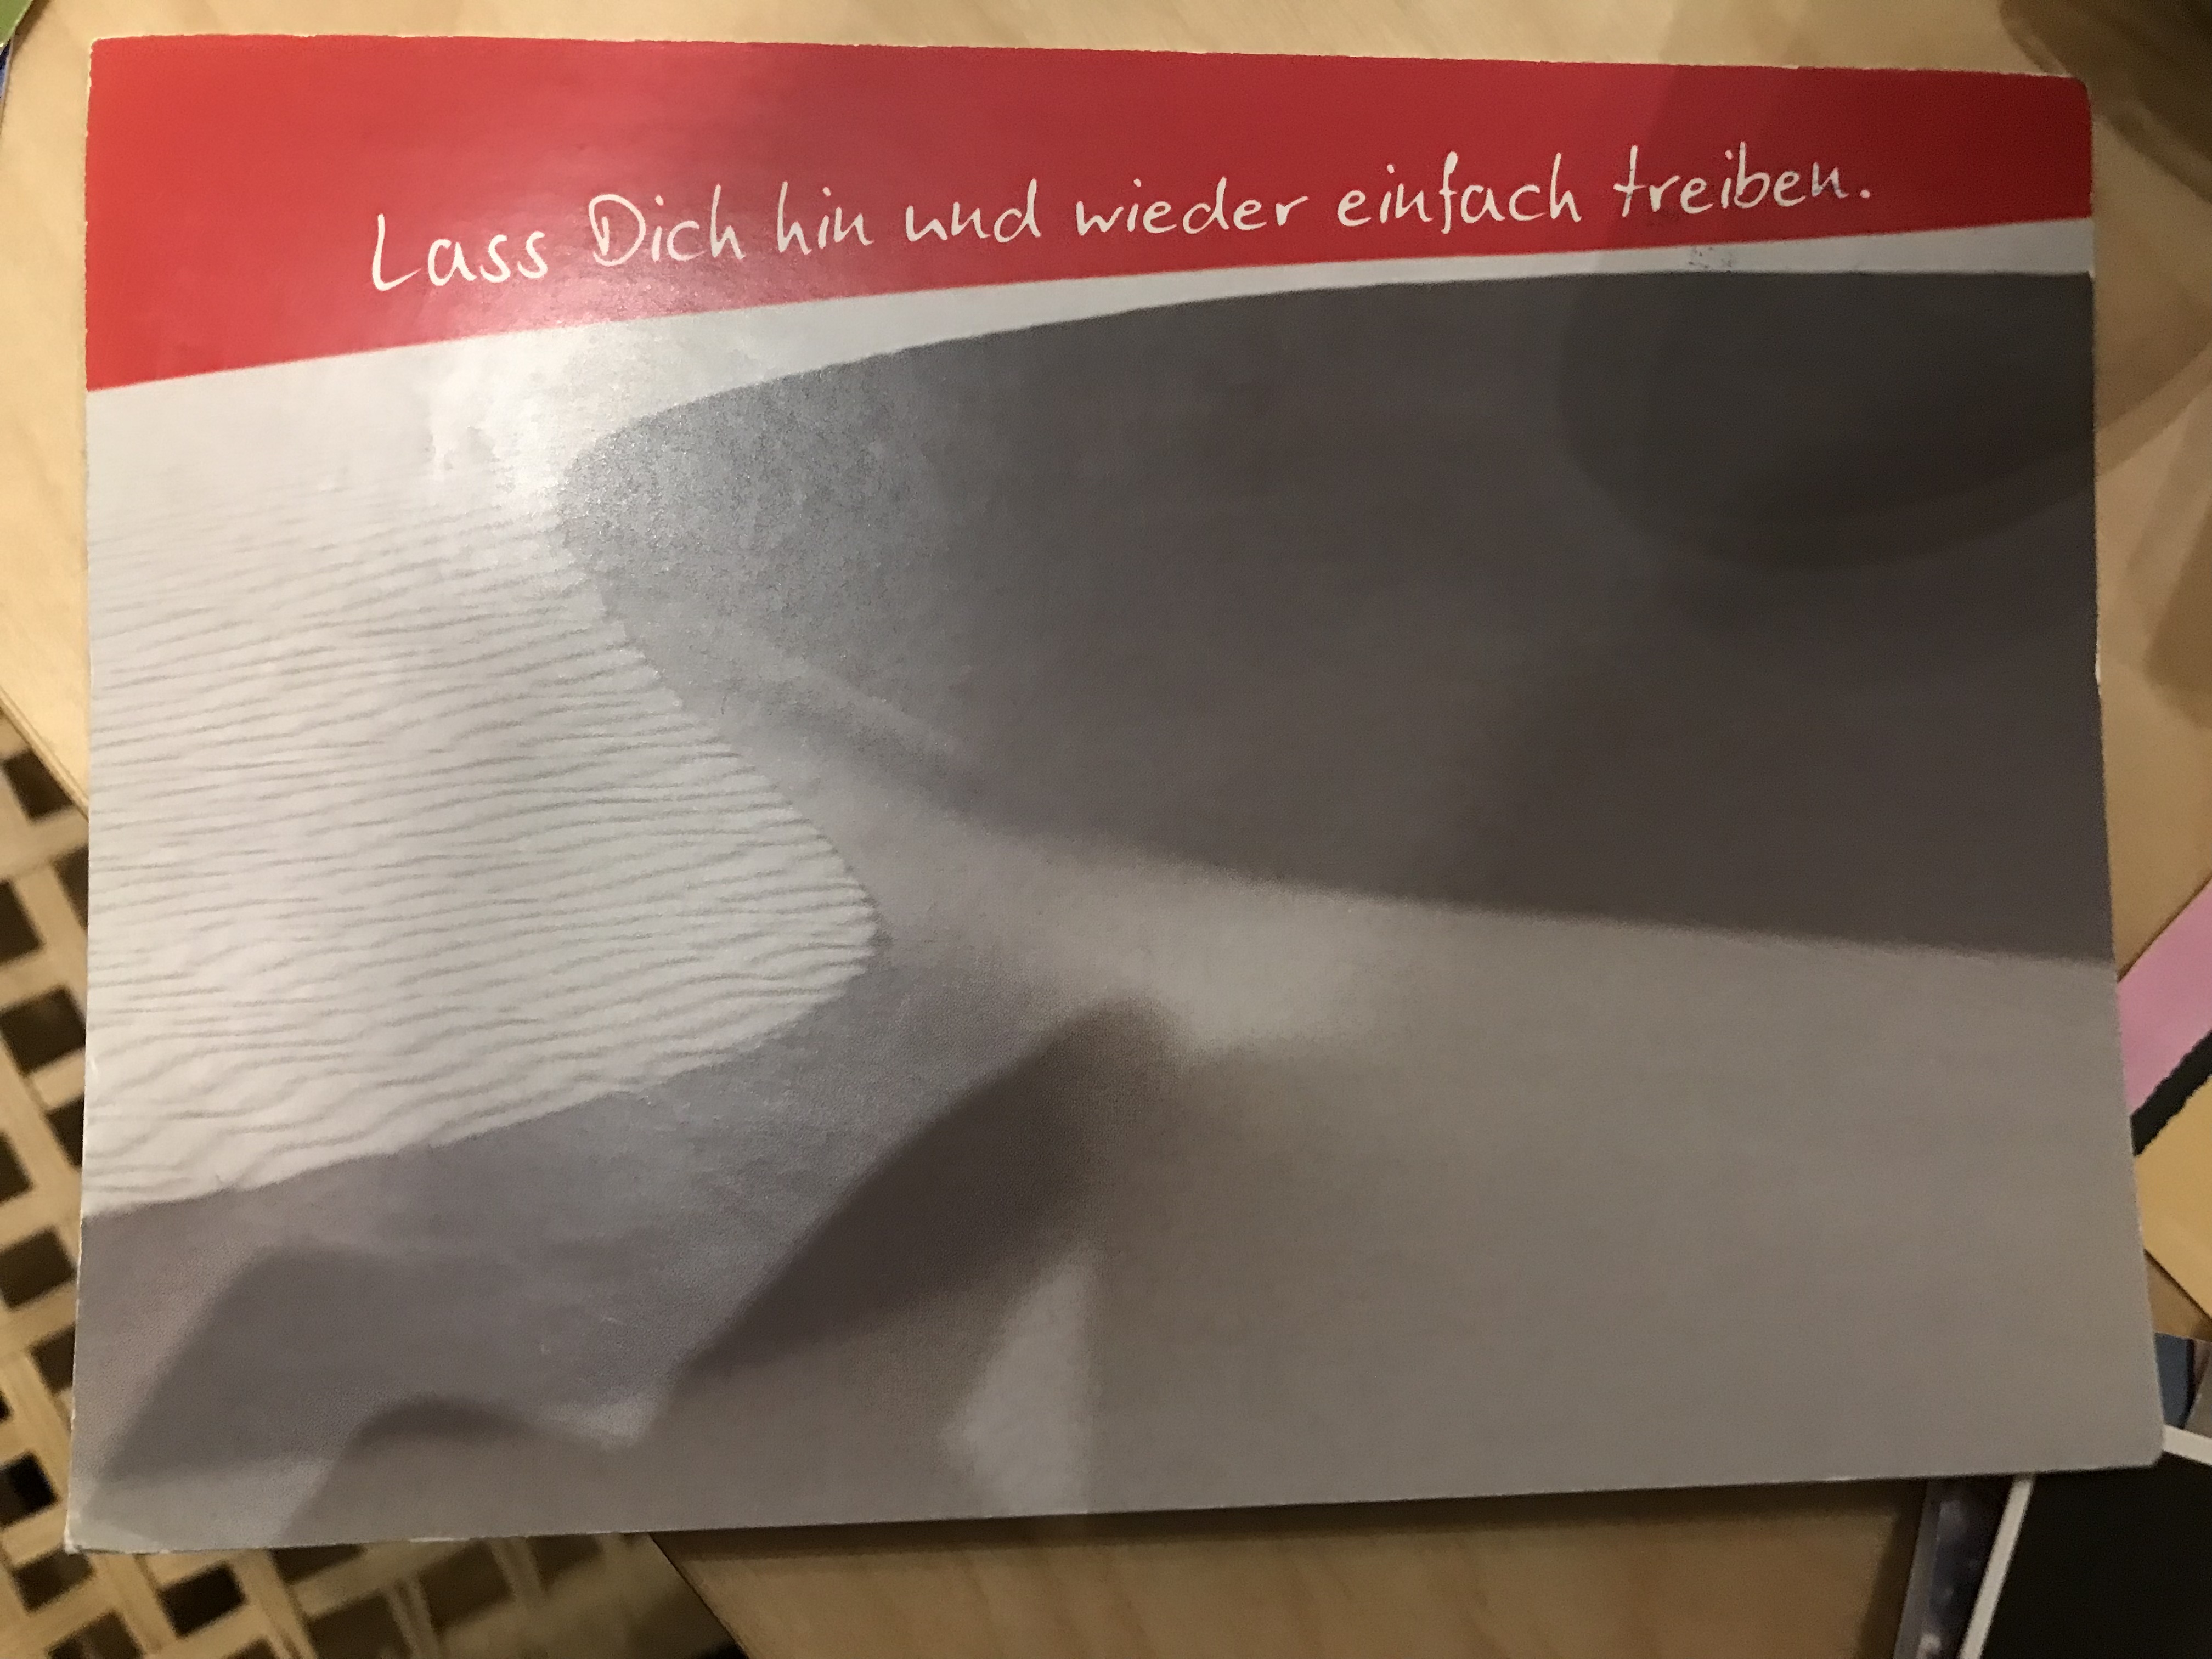 Lass Dich hin und wieder einfach treiben.